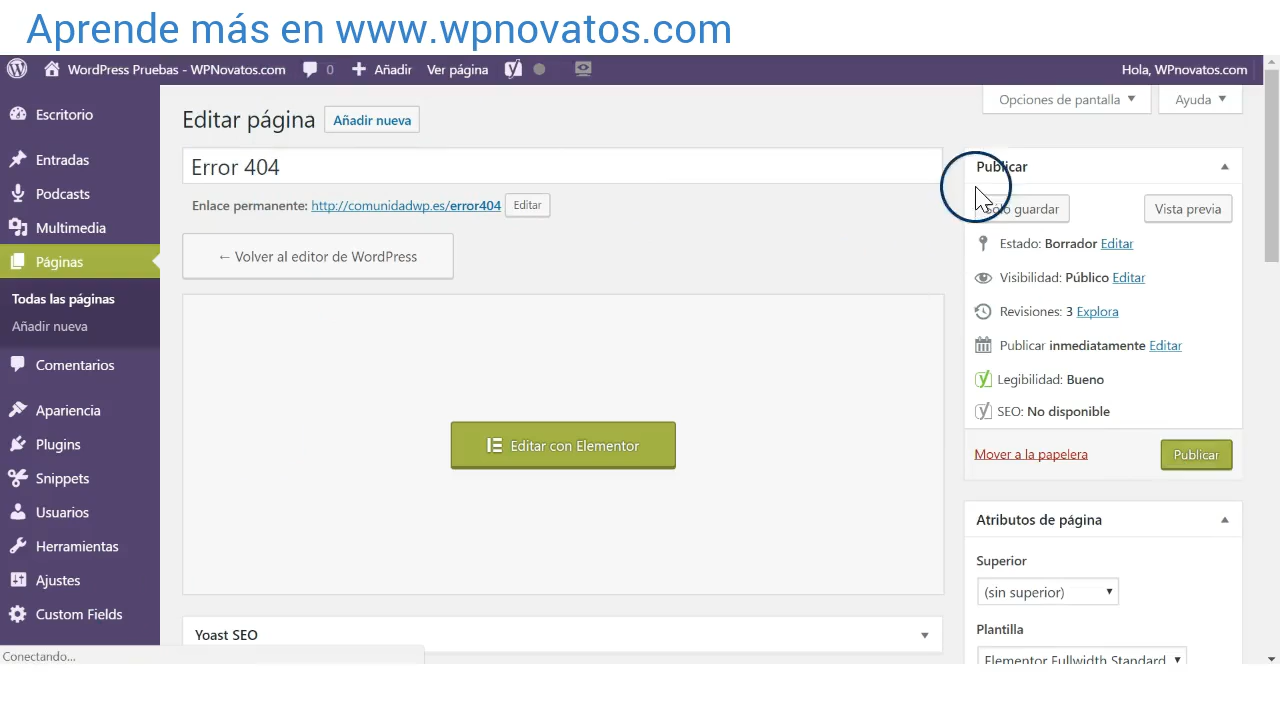 Aprende más en www.wpnovatos.com
WordPress Pruebas - WPNovatos.com 0 Añadir Ver página Hola, WPnovatos.com
Opciones de pantalla Ayuda
Escritorio
Entradas
Podcasts
Multimedia
Páginas
Todas las páginas
Añadir nueva
Comentarios
Apariencia
Plugins
Snippets
Usuarios
Herramientas
Ajustes
Custom Fields
Conectando...
Editar página Añadir nueva
Error 404
Enlace permanente: http://comunidadwp.es/error404 Editar
← Volver al editor de WordPress
Editar con Elementor
Yoast SEO
Publicar
Sólo guardar Vista previa
Estado: Borrador Editar
Visibilidad: Público Editar
Revisiones: 3 Explora
Publicar inmediatamente Editar
Legibilidad: Bueno
SEO: No disponible
Mover a la papelera Publicar
Atributos de página
Superior
(sin superior)
Plantilla
Elementor Fullwidth Standard